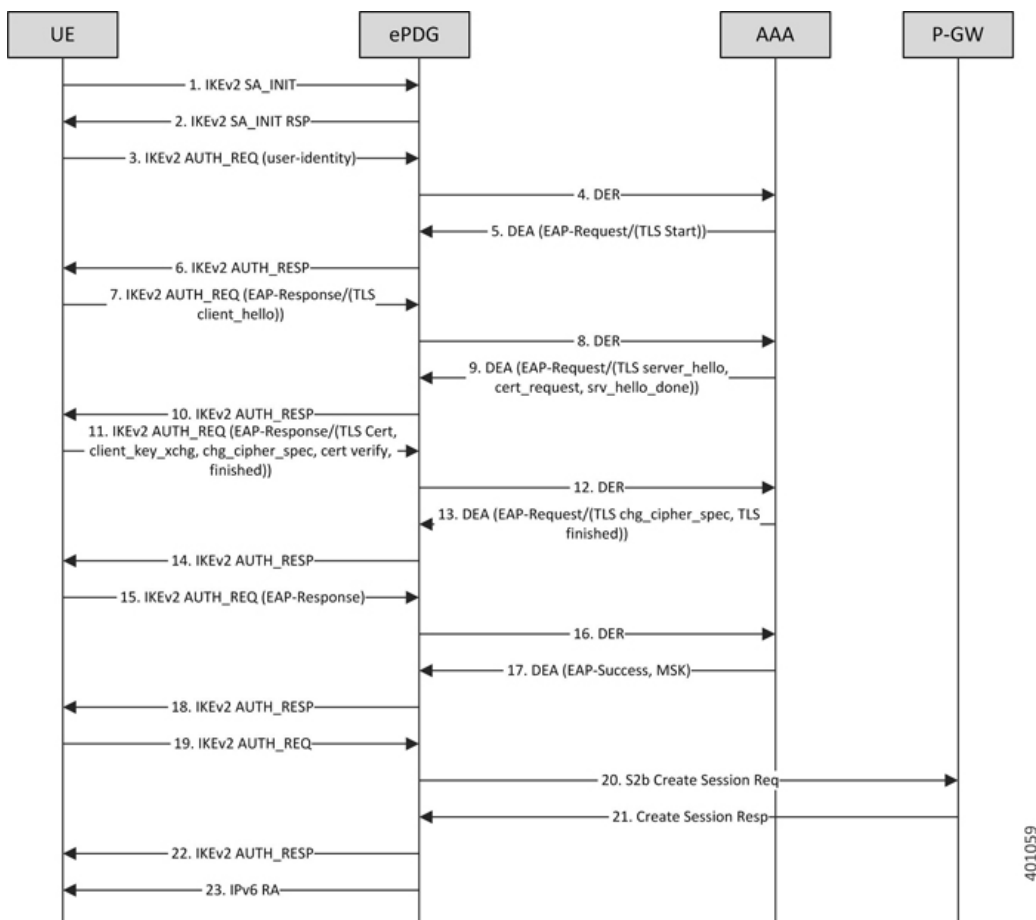 UE
ePDG
AAA
P-GW
1. IKEv2 SA_INIT
2. IKEv2 SA_INIT RSP
3. IKEv2 AUTH_REQ (user-identity)
4. DER
5. DEA (EAP-Request/(TLS Start))
6. IKEv2 AUTH_RESP
7. IKEv2 AUTH_REQ (EAP-Response/(TLS
client_hello))
8. DER
9. DEA (EAP-Request/(TLS server_hello,
cert_request, srv_hello_done))
10. IKEv2 AUTH_RESP
11. IKEv2 AUTH_REQ (EAP-Response/(TLS Cert,
client_key_xchg, chg_cipher_spec, cert verify,
finished))
12. DER
13. DEA (EAP-Request/(TLS chg_cipher_spec, TLS
finished))
14. IKEv2 AUTH_RESP
15. IKEv2 AUTH_REQ (EAP-Response)
16. DER
17. DEA (EAP-Success, MSK)
18. IKEv2 AUTH_RESP
19. IKEv2 AUTH_REQ
20. S2b Create Session Req
21. Create Session Resp
22. IKEv2 AUTH_RESP
23. IPv6 RA
401059